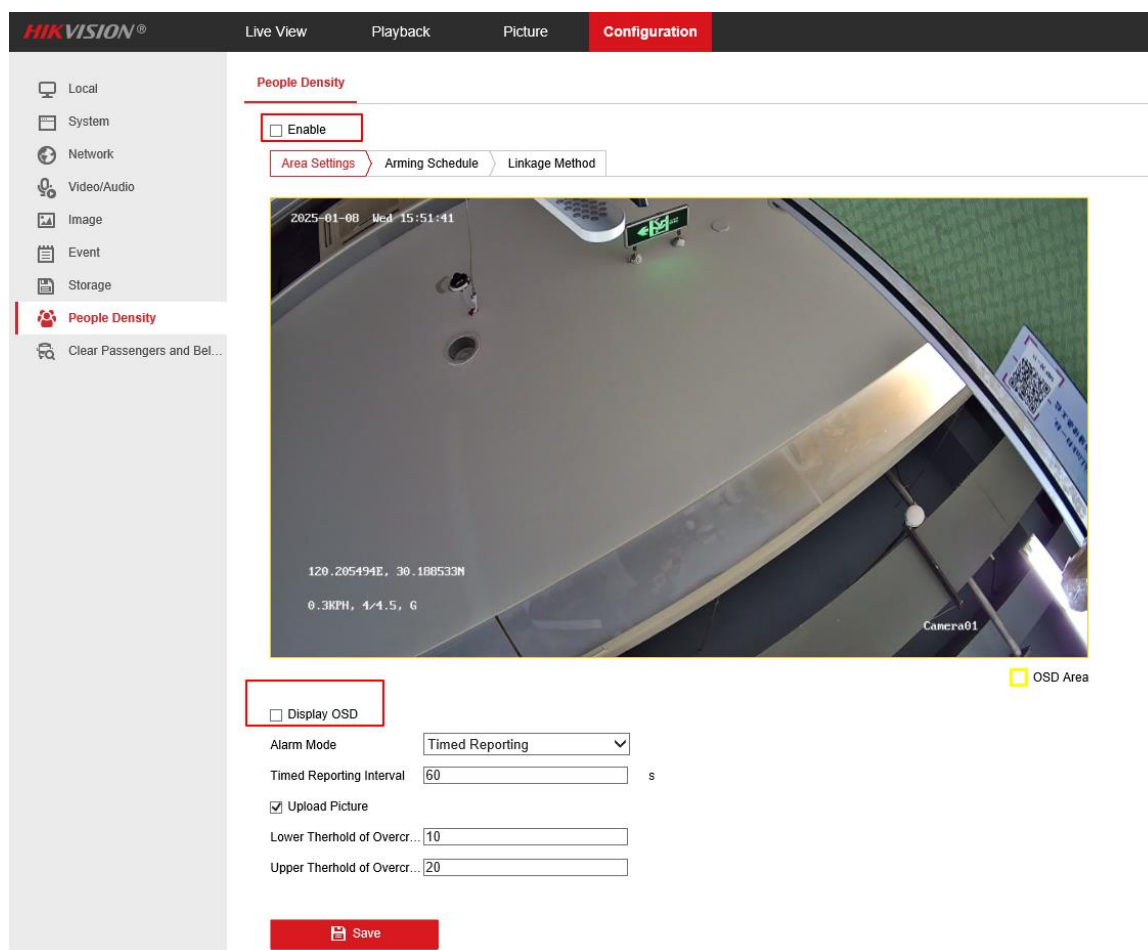 HIKVISION®
Live View
Playback
Picture
Configuration
Local
System
Network
Video/Audio
Image
Event
Storage
People Density
Clear Passengers and Bel...
People Density
Enable
Area Settings
Arming Schedule
Linkage Method
2025-01-08 Wed 15:51:41
120.205494E, 30.188533N
0.3KPH, 4/4.5, G
Camera01
OSD Area
Display OSD
Alarm Mode
Timed Reporting
Timed Reporting Interval
60
s
Upload Picture
Lower Therhold of Overcr...
10
Upper Therhold of Overcr...
20
Save